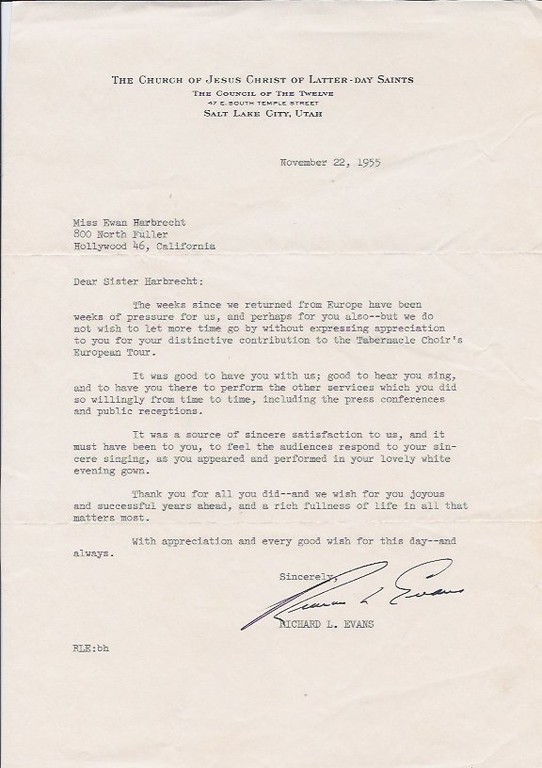 THE CHURCH OF JESUS CHRIST OF LATTER-DAY SAINTS
THE COUNCIL OF THE TWELVE
47 E. SOUTH TEMPLE STREET
SALT LAKE CITY, UTAH
November 22, 1955
Miss Ewan Harbrecht
800 North Fuller
Hollywood 46, California
Dear Sister Harbrecht:
The weeks since we returned from Europe have been
weeks of pressure for us, and perhaps for you also--but we do
not wish to let more time go by without expressing appreciation
to you for your distinctive contribution to the Tabernacle Choir's
European Tour.
It was good to have you with us; good to hear you sing,
and to have you there to perform the other services which you did
so willingly from time to time, including the press conferences
and public receptions.
It was a source of sincere satisfaction to us, and it
must have been to you, to feel the audiences respond to your sin-
cere singing, as you appeared and performed in your lovely white
evening gown.
Thank you for all you did--and we wish for you joyous
and successful years ahead, and a rich fullness of life in all that
matters most.
With appreciation and every good wish for this day--and
always.
Sincerely,
Richard L Evans
RICHARD L. EVANS
RLE:bh